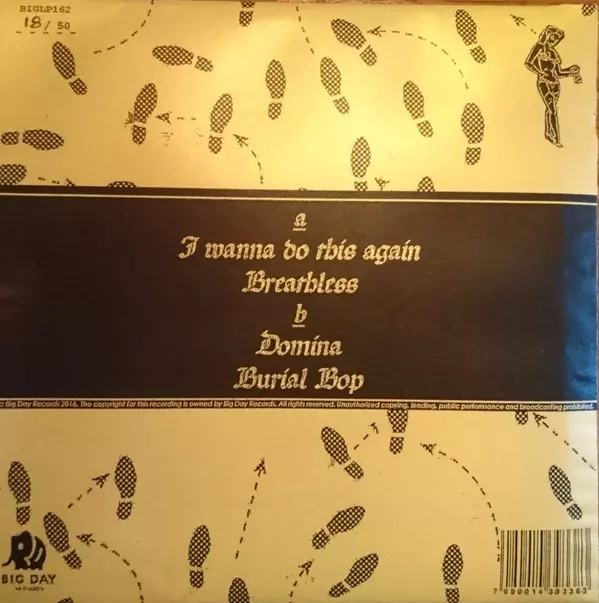 BIGLP162
18/50
a
I wanna do this again
Breathless
b
Domina
Burial Bop
Big Day Records 2016. The copyright for this recording is owned by Big Day Records. All rights reserved. Unauthorized copying, lending, public performance and broadcasting prohibited.
BIG DAY